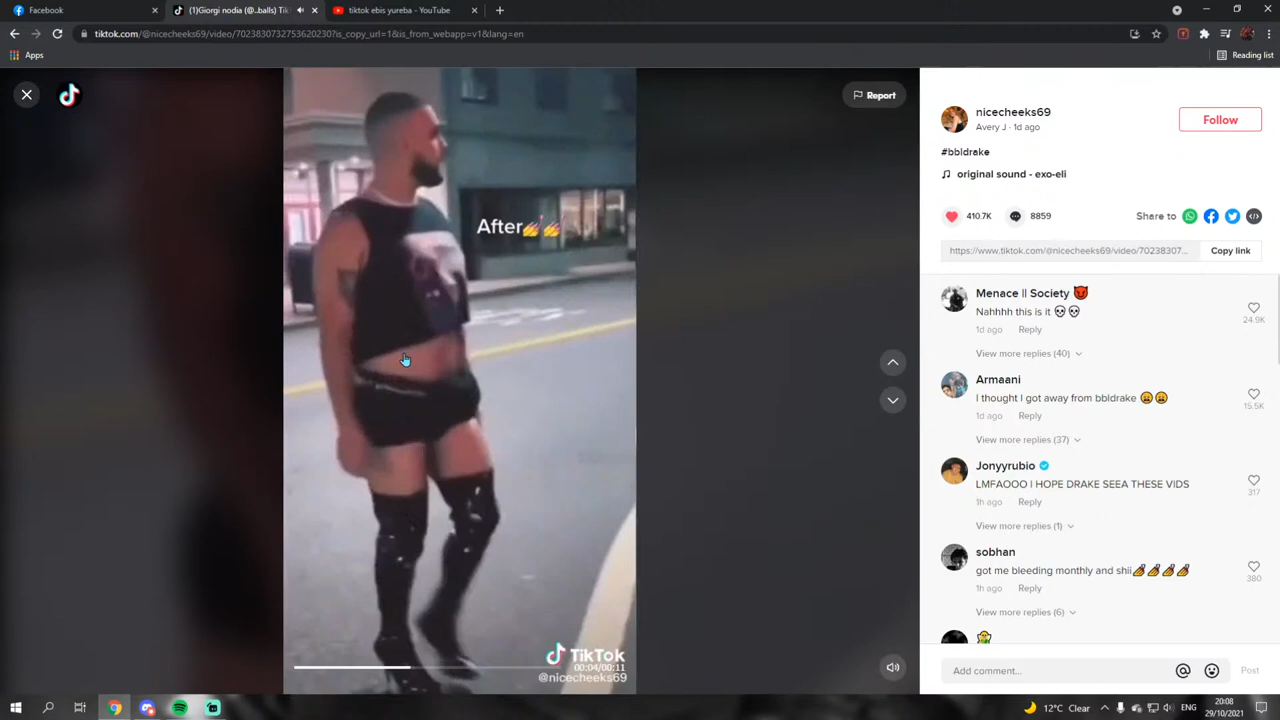 Facebook
(1)Giorgi nodia (@..balls) Tik
tiktok ebis yureba - YouTube
tiktok.com/@nicecheeks69/video/7023830732753620230?is_copy_url=1&is_from_webapp=v1&lang=en
Apps
Reading list
Report
After💅💅
TikTok
00:04/00:11
@nicecheeks69
nicecheeks69
Avery J · 1d ago
Follow
#bbldrake
original sound - exo-eli
410.7K
8859
Share to
https://www.tiktok.com/@nicecheeks69/video/70238307...
Copy link
Menace || Society 😈
Nahhhh this is it 💀💀
1d ago Reply
24.9K
View more replies (40)
Armaani
I thought I got away from bbldrake 😩😩
1d ago Reply
15.5K
View more replies (37)
Jonyyrubio
LMFAOOO I HOPE DRAKE SEEA THESE VIDS
1h ago Reply
317
View more replies (1)
sobhan
got me bleeding monthly and shii💅💅💅💅
1h ago Reply
380
View more replies (6)
Add comment...
Post
12°C Clear
ENG
20:08
29/10/2021